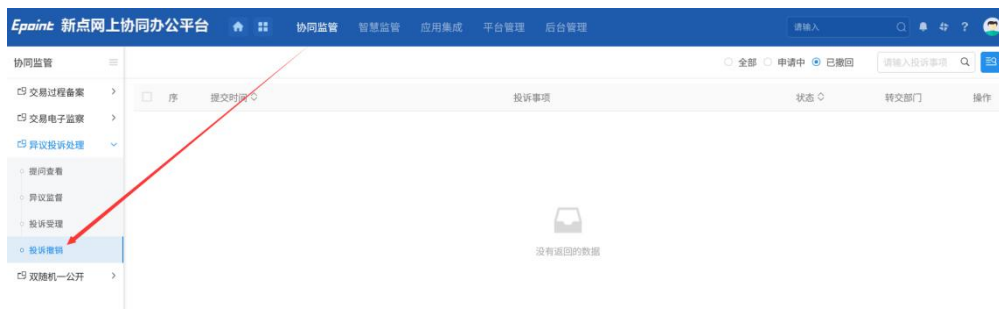 Epoint 新点网上协同办公平台 协同监管 智慧监管 应用集成 平台管理 后台管理 请输入
协同监管 全部 申请中 已撤回 请输入投诉事项
交易过程备案 序 提交时间 投诉事项 状态 转交部门 操作
交易电子监察
异议投诉处理
提问查看
异议监督
投诉受理
投诉撤销
没有返回的数据
双随机一公开